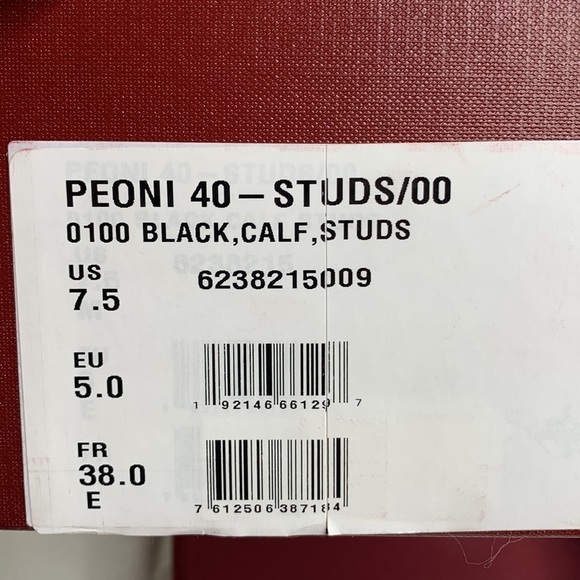 PEONI 40-STUDS/00
0100 BLACK,CALF,STUDS
US
7.5
6238215009
EU
5.0
1 92146 66129 7
FR
38.0
E
7 612506 387184